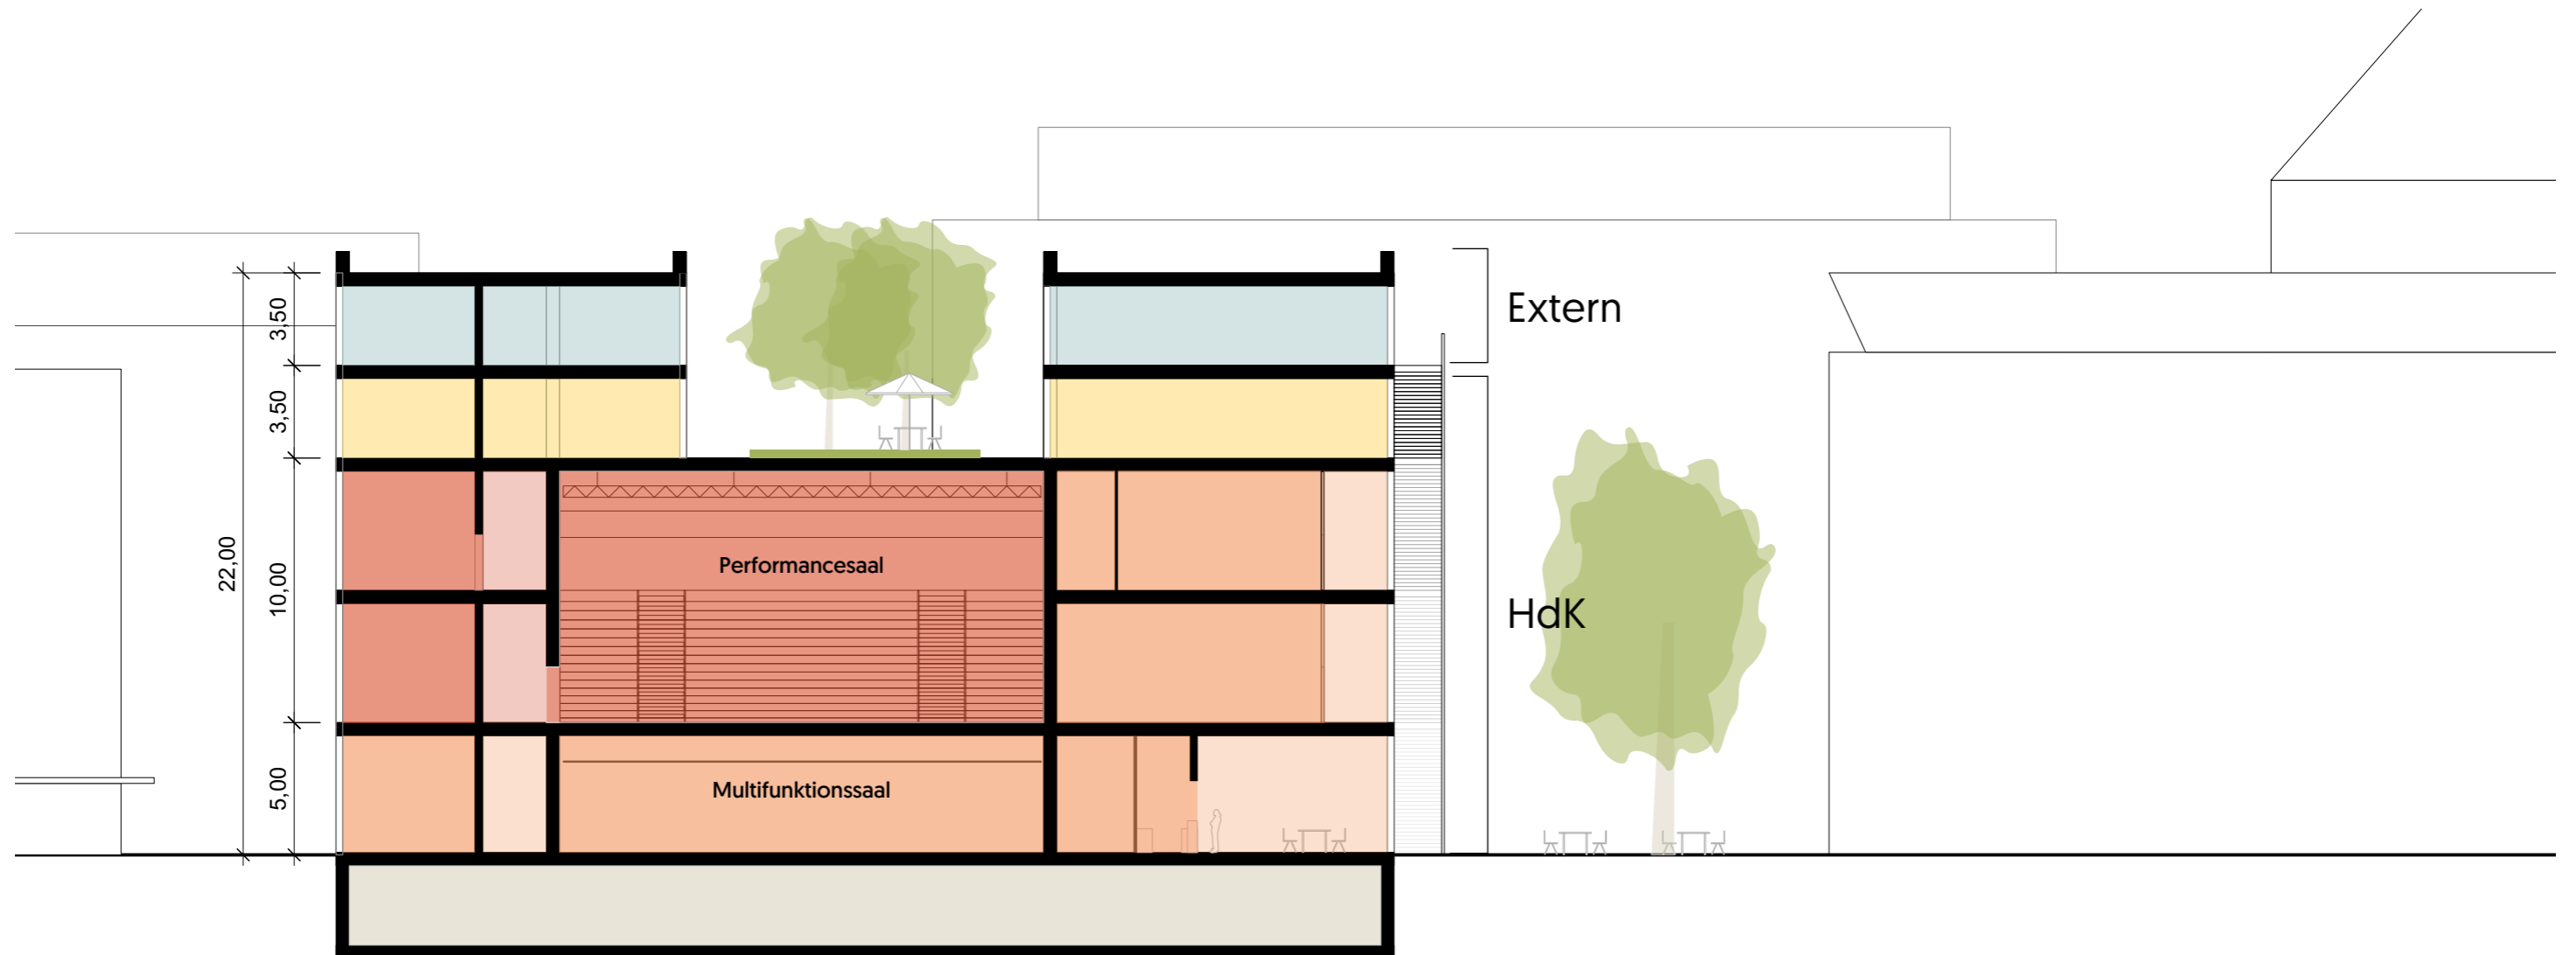 Extern
3,50
3,50
22,00
10,00
Performancesaal
HdK
5,00
Multifunktionssaal